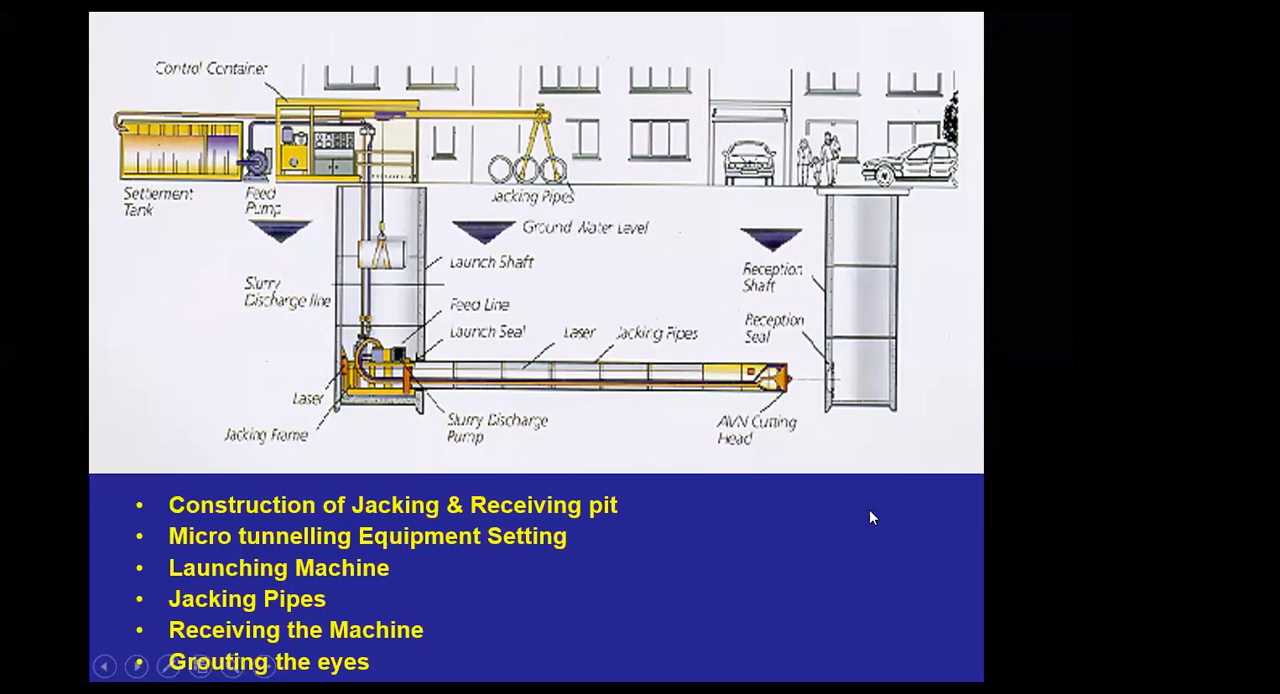 Control Container
Settlement
Tank
Feed
Pump
Jacking Pipes
Ground Water Level
Launch Shaft
Slurry
Discharge line
Reception
Shaft
Feed Line
Launch Seal
Laser
Jacking Pipes
Reception
Seal
Laser
Jacking Frame
Slurry Discharge
Pump
AVN Cutting
Head
• Construction of Jacking & Receiving pit
• Micro tunnelling Equipment Setting
• Launching Machine
• Jacking Pipes
• Receiving the Machine
• Grouting the eyes